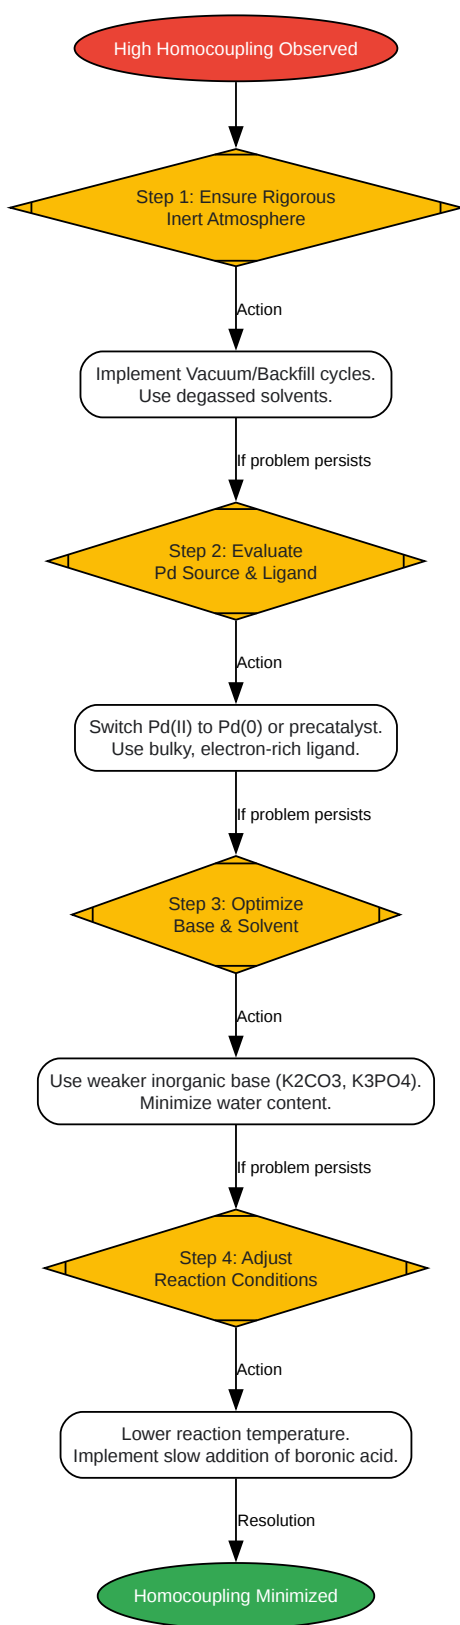 High Homocoupling Observed
Step 1: Ensure Rigorous
Inert Atmosphere
Action
Implement Vacuum/Backfill cycles.
Use degassed solvents.
If problem persists
Step 2: Evaluate
Pd Source & Ligand
Action
Switch Pd(II) to Pd(0) or precatalyst.
Use bulky, electron-rich ligand.
If problem persists
Step 3: Optimize
Base & Solvent
Action
Use weaker inorganic base (K2CO3, K3PO4).
Minimize water content.
If problem persists
Step 4: Adjust
Reaction Conditions
Action
Lower reaction temperature.
Implement slow addition of boronic acid.
Resolution
Homocoupling Minimized